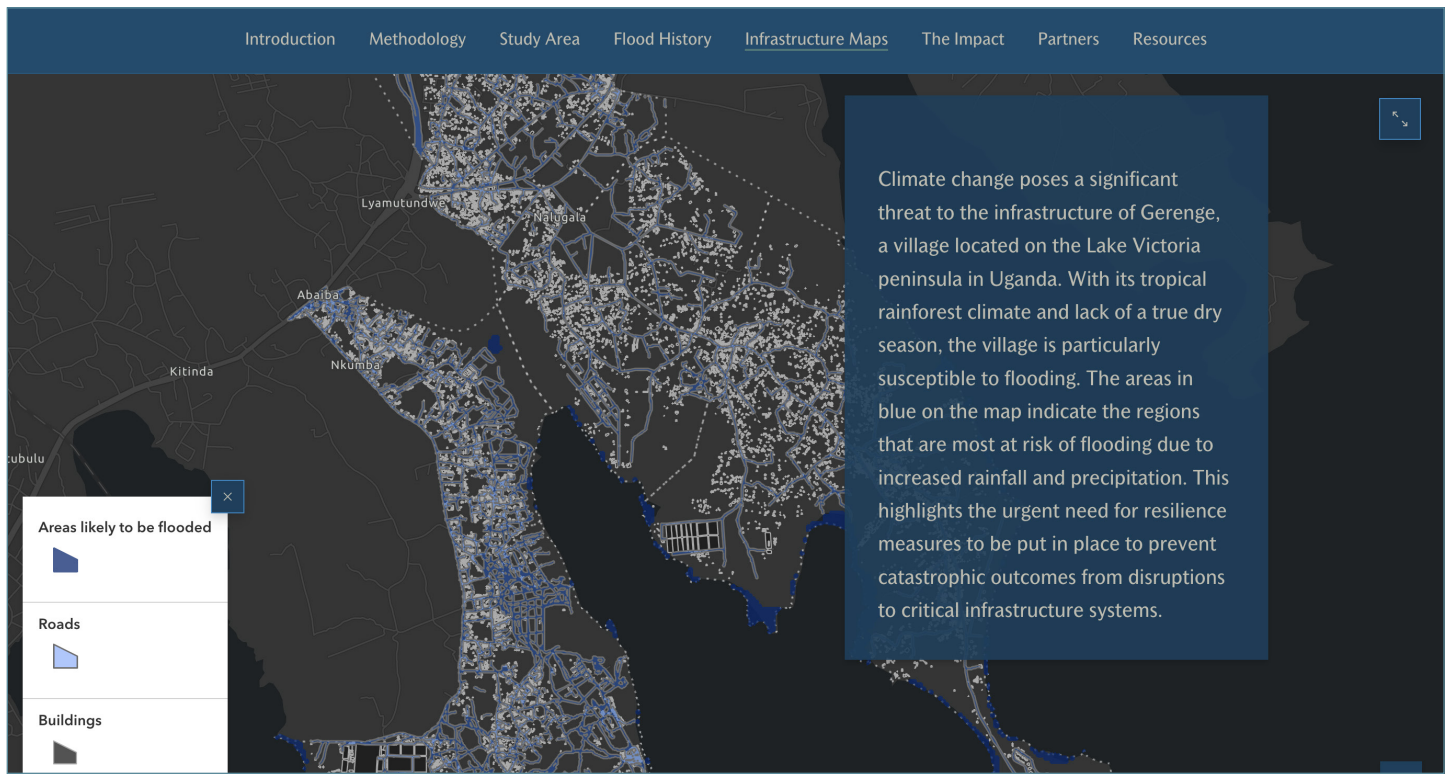 Introduction Methodology Study Area Flood History Infrastructure Maps The Impact Partners Resources
Lyamutundwe
Nalugala
Abaiba
Kitinda
Nkumba
Climate change poses a significant
threat to the infrastructure of Gerenge,
a village located on the Lake Victoria
peninsula in Uganda. With its tropical
rainforest climate and lack of a true dry
season, the village is particularly
susceptible to flooding. The areas in
blue on the map indicate the regions
that are most at risk of flooding due to
increased rainfall and precipitation. This
highlights the urgent need for resilience
measures to be put in place to prevent
catastrophic outcomes from disruptions
to critical infrastructure systems.
Areas likely to be flooded
Roads
Buildings